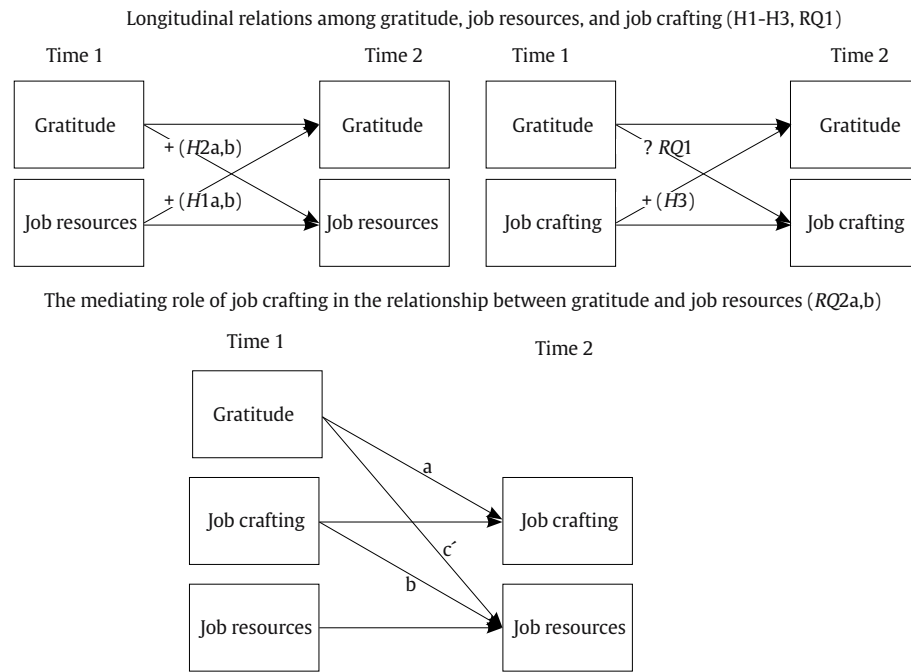 Longitudinal relations among gratitude, job resources, and job crafting (H1-H3, RQ1)
Time 1
Time 2
Time 1
Time 2
Gratitude
Gratitude
Gratitude
Gratitude
+ (H2a,b)
? RQ1
+ (H1a,b)
+ (H3)
Job resources
Job resources
Job crafting
Job crafting
The mediating role of job crafting in the relationship between gratitude and job resources (RQ2a,b)
Time 1
Time 2
Gratitude
a
Job crafting
Job crafting
c´
b
Job resources
Job resources